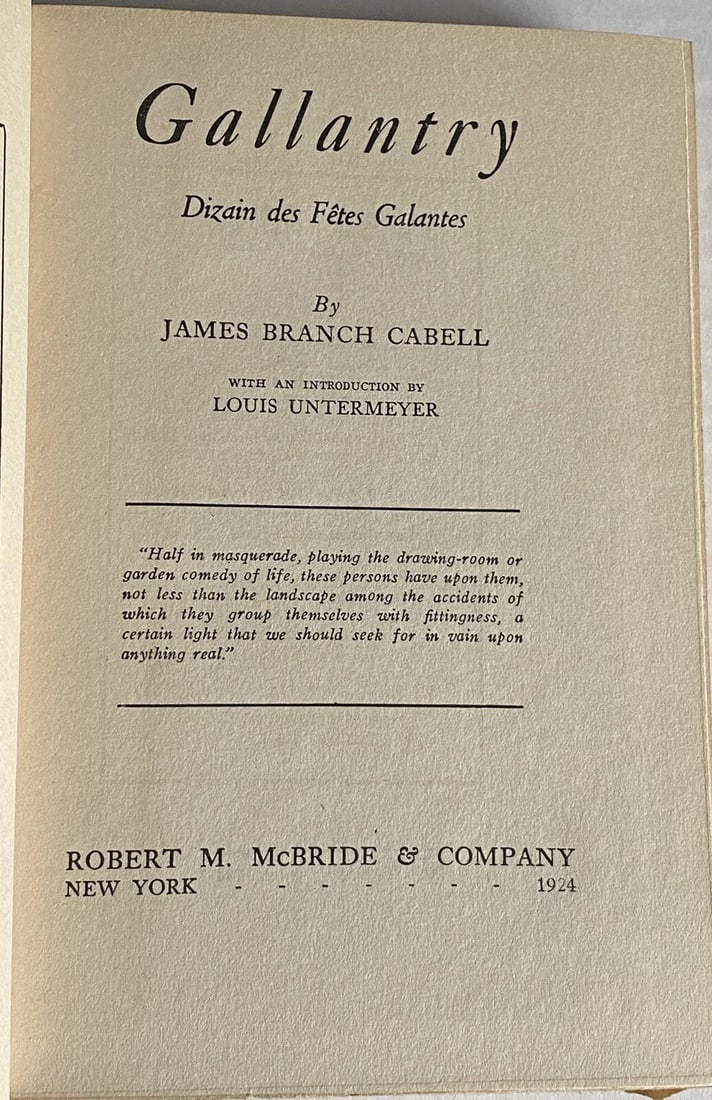 Gallantry
Dizain des Fêtes Galantes
By
JAMES BRANCH CABELL
WITH AN INTRODUCTION BY
LOUIS UNTERMEYER
“Half in masquerade, playing the drawing-room or
garden comedy of life, these persons have upon them,
not less than the landscape among the accidents of
which they group themselves with fittingness, a
certain light that we should seek for in vain upon
anything real.”
ROBERT M. McBRIDE & COMPANY
NEW YORK - - - - - - - 1924